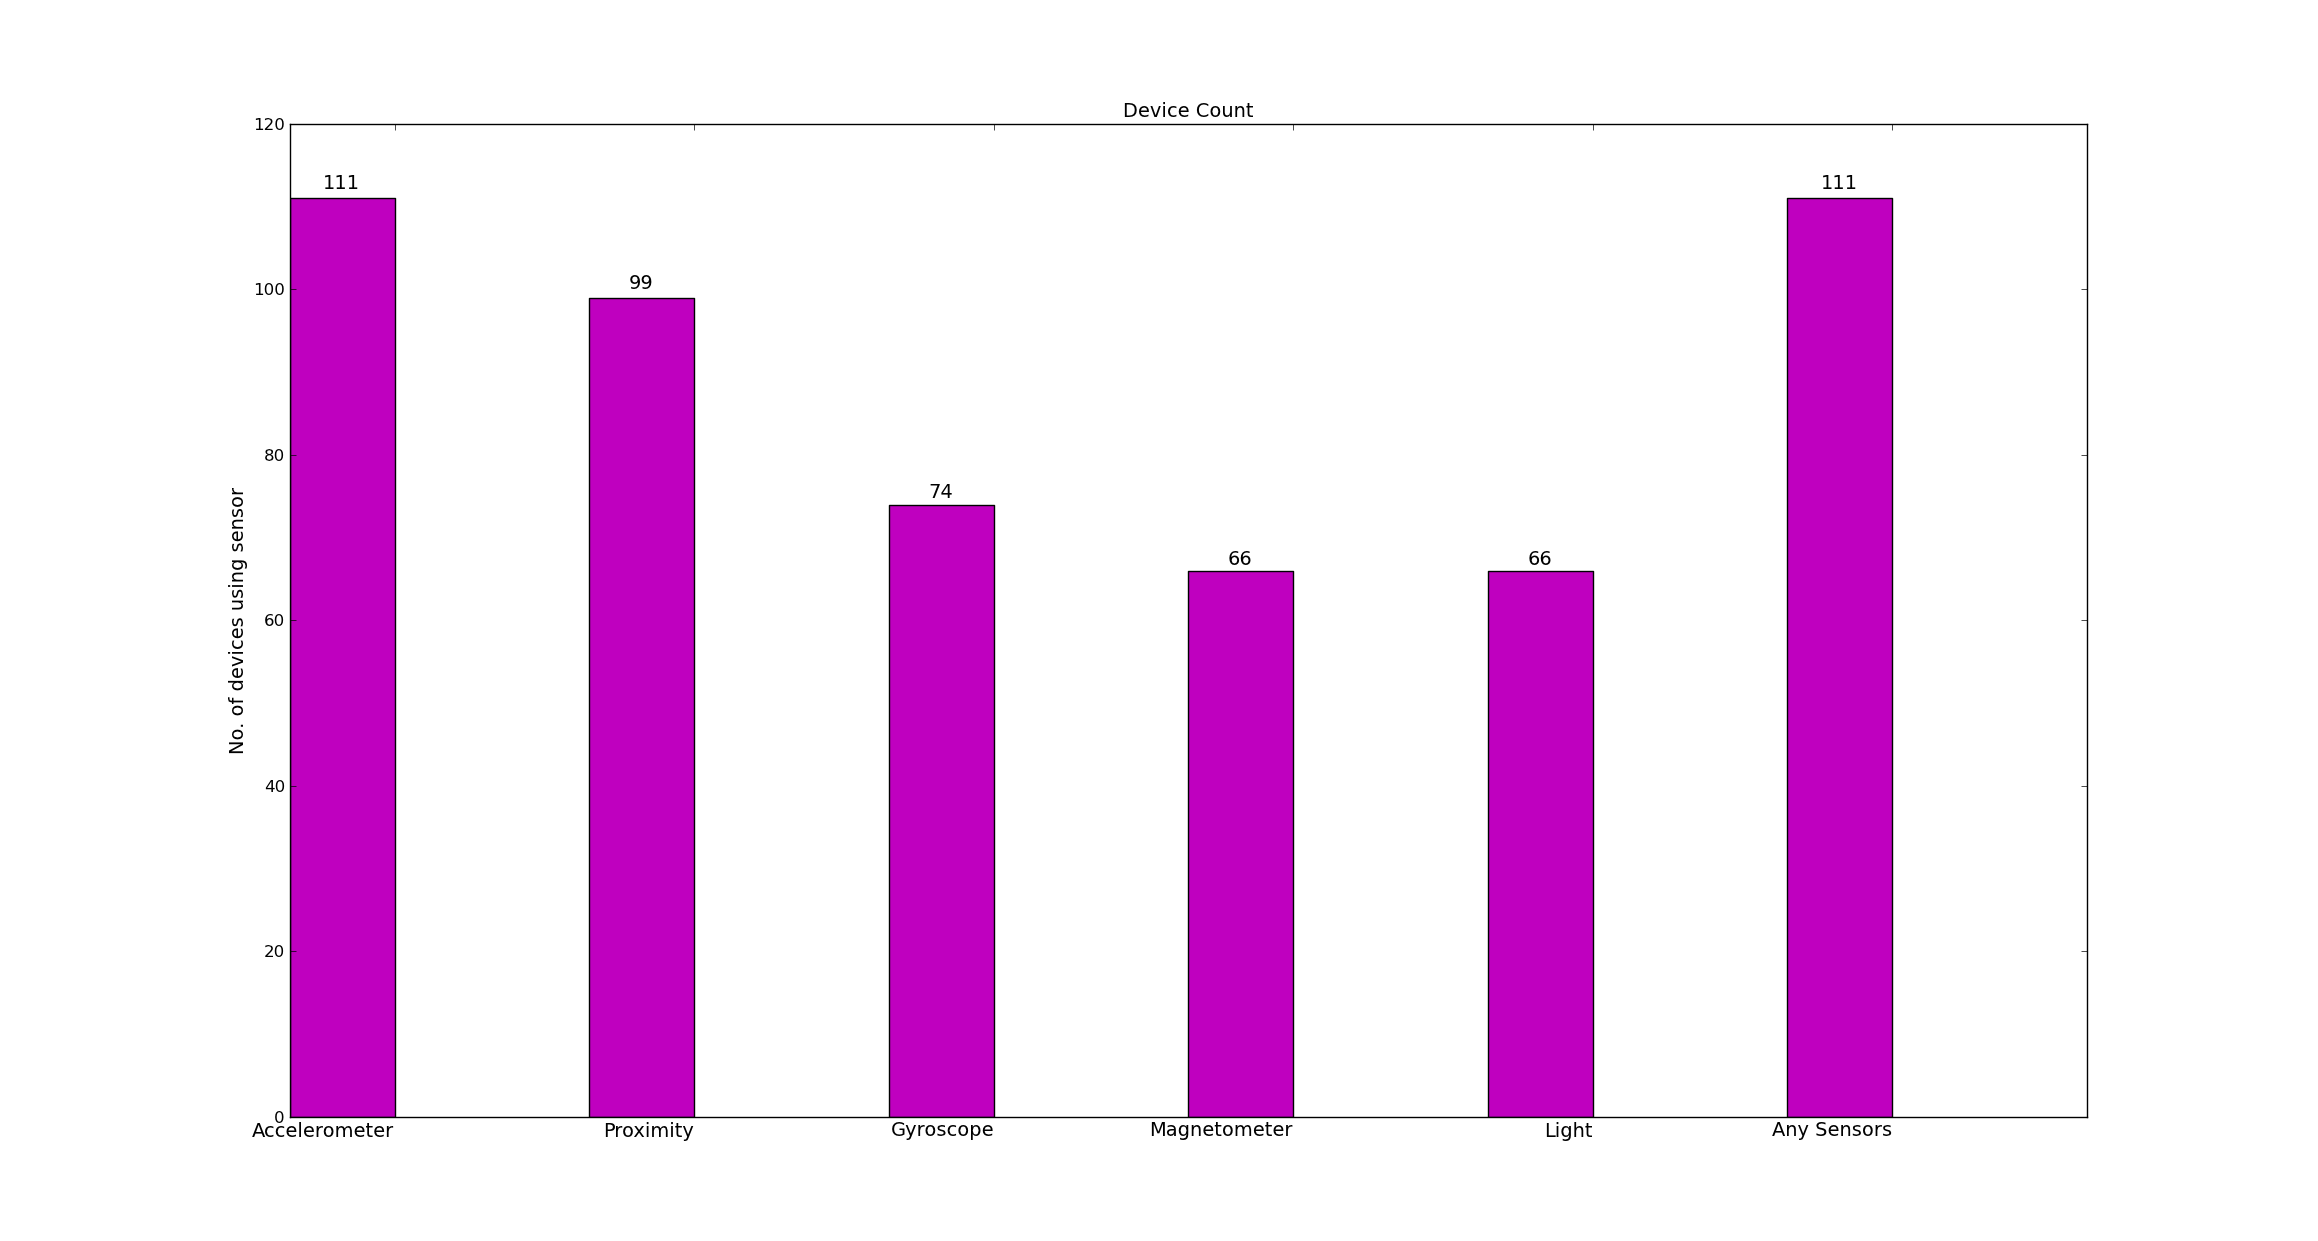 Device Count
120
100
80
60
40
20
0
No. of devices using sensor
111
99
74
66
66
111
Accelerometer
Proximity
Gyroscope
Magnetometer
Light
Any Sensors